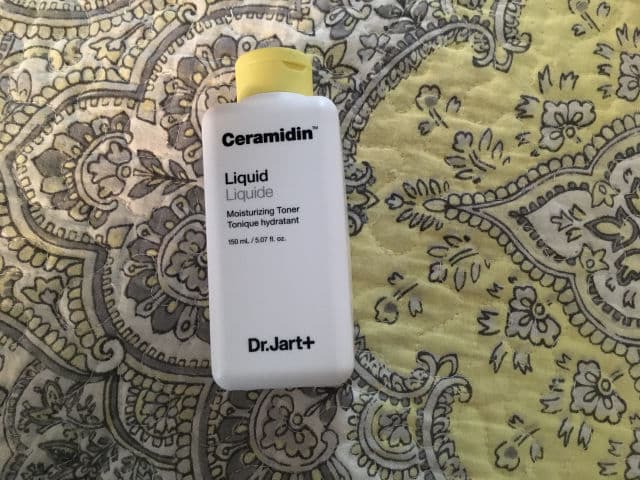 Ceramidin™
Liquid
Liquide
Moisturizing Toner
Tonique hydratant
150 mL / 5.07 fl. oz.
Dr.Jart+